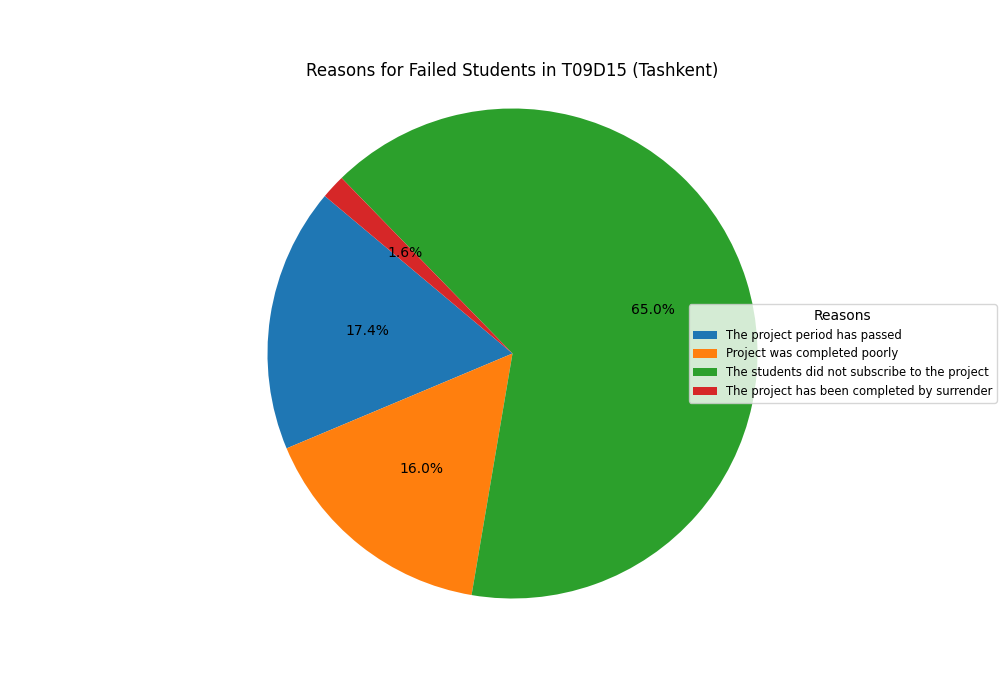 Reasons for Failed Students in T09D15 (Tashkent)
1.6%
65.0%
17.4%
16.0%
Reasons
The project period has passed
Project was completed poorly
The students did not subscribe to the project
The project has been completed by surrender